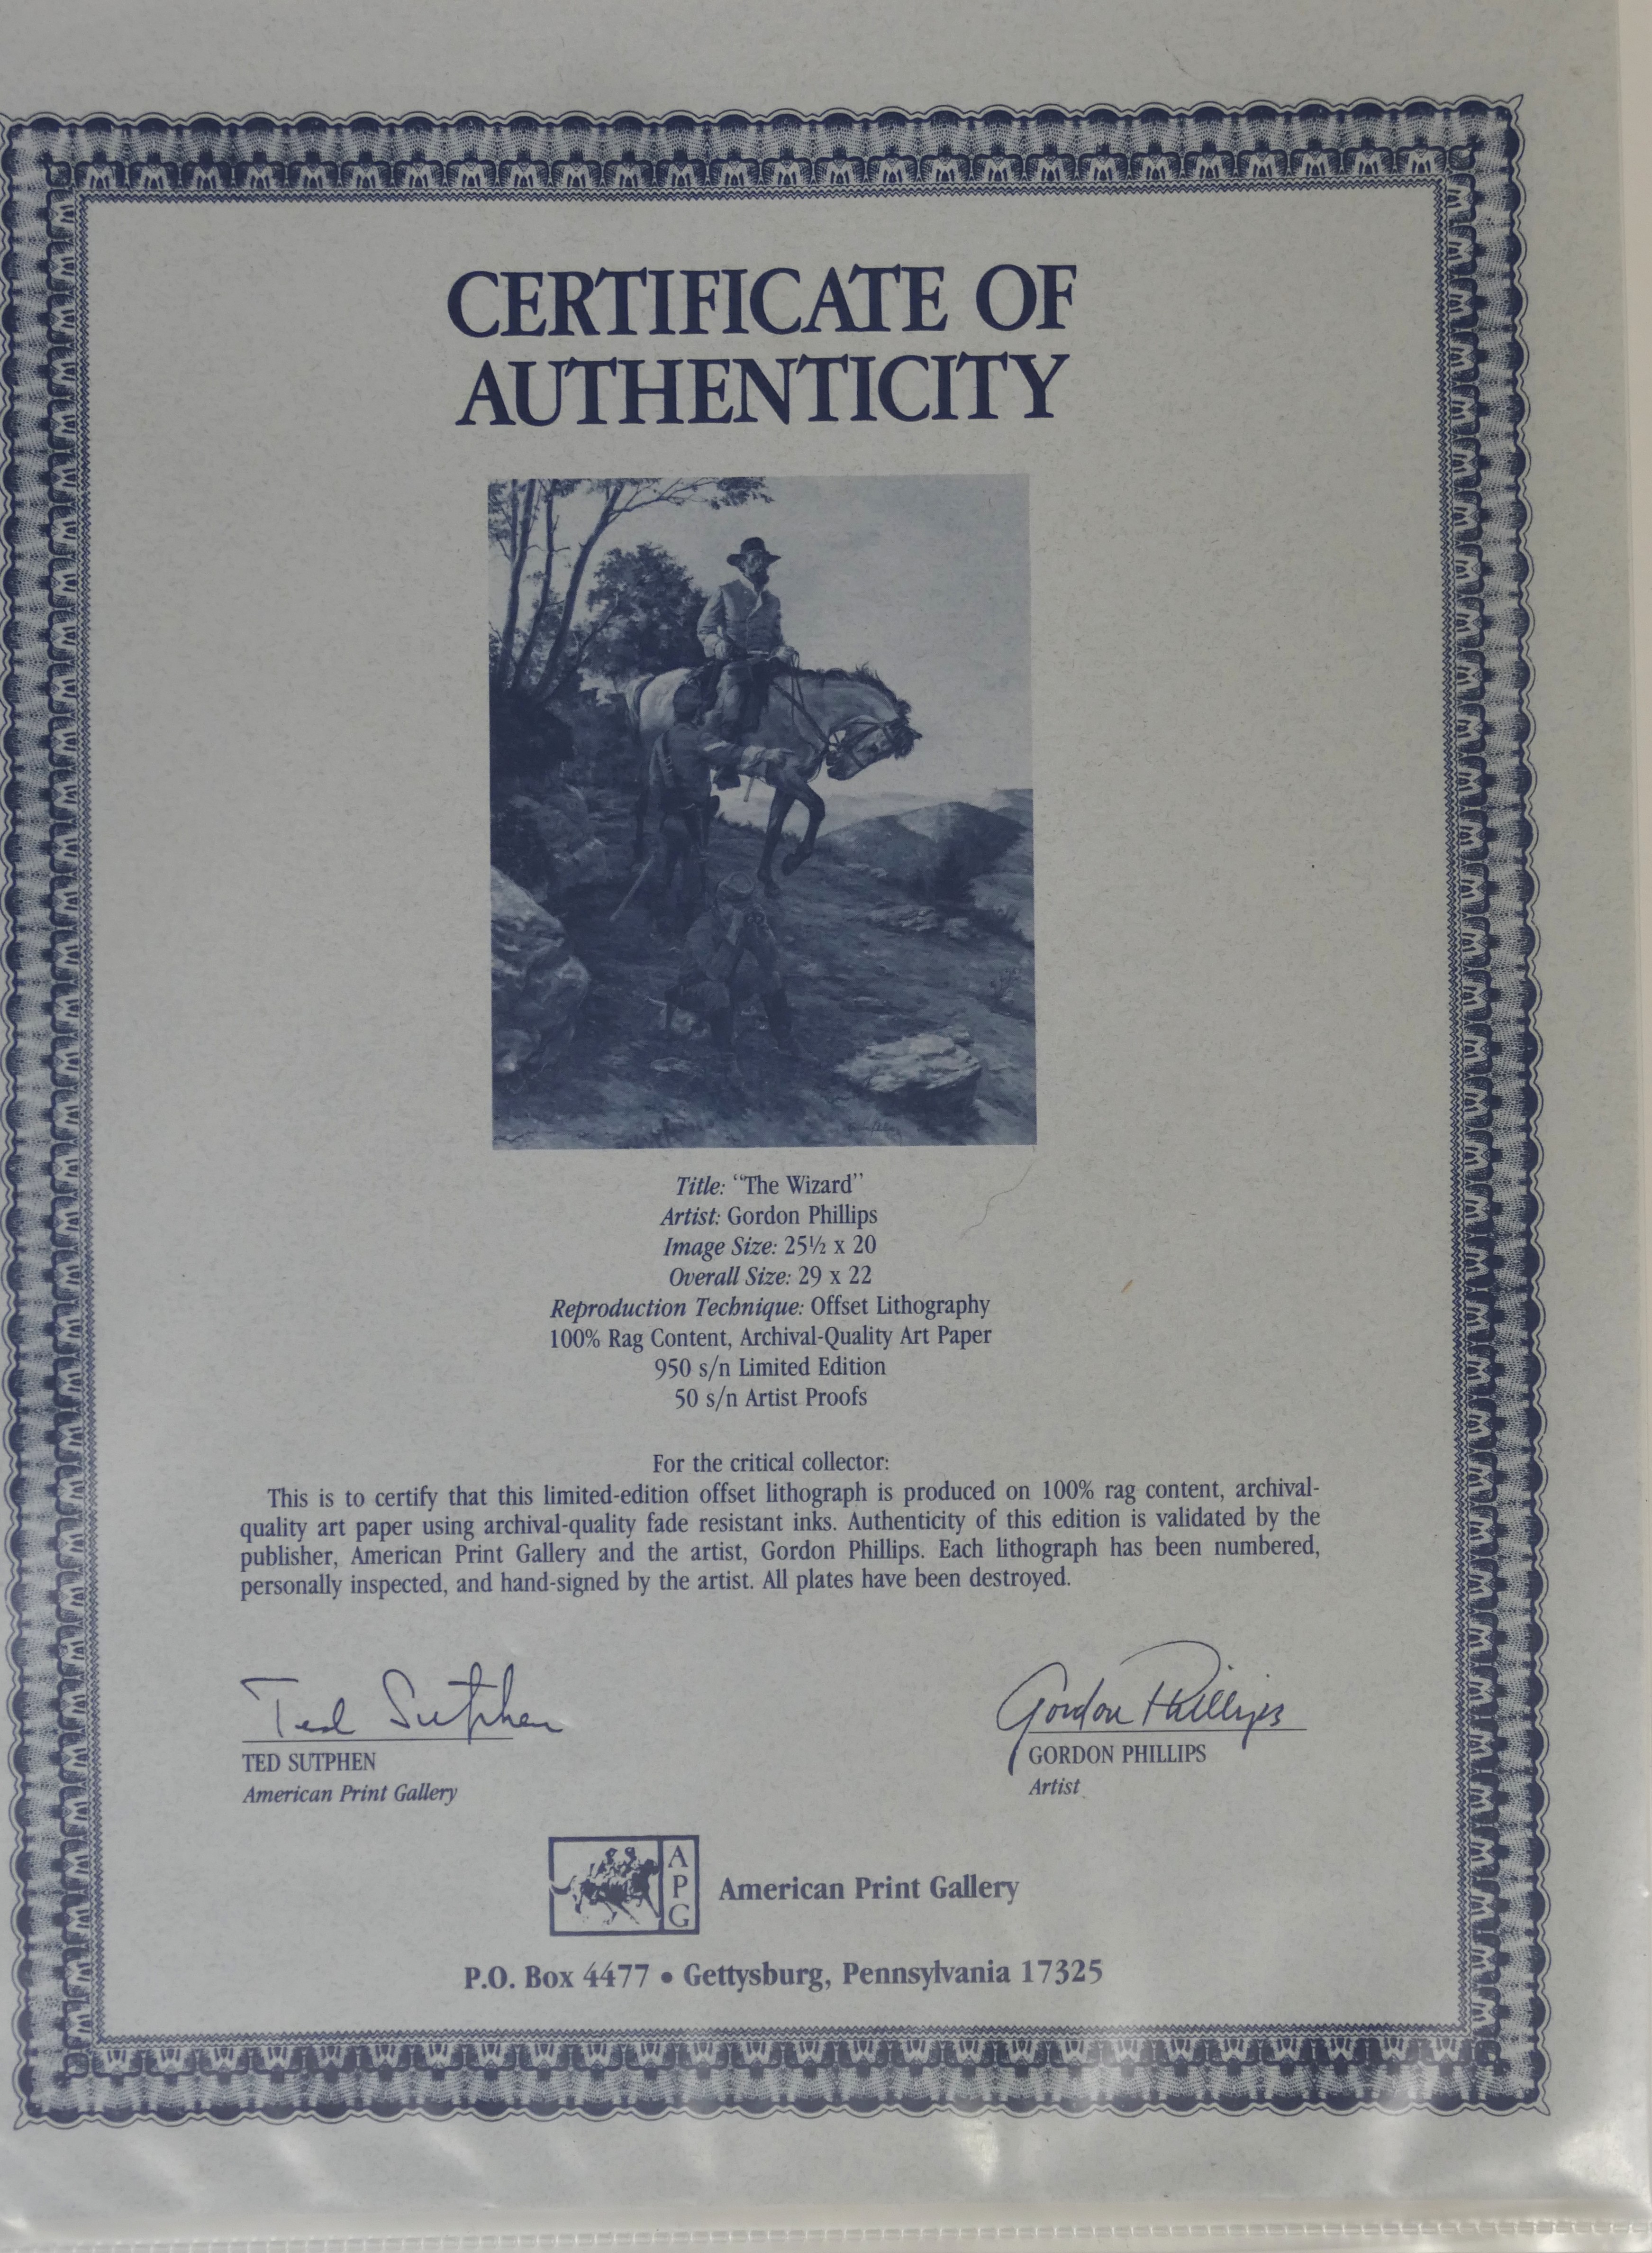 CERTIFICATE OF
AUTHENTICITY
Title: “The Wizard”
Artist: Gordon Phillips
Image Size: 25½ x 20
Overall Size: 29 x 22
Reproduction Technique: Offset Lithography
100% Rag Content, Archival-Quality Art Paper
950 s/n Limited Edition
50 s/n Artist Proofs
For the critical collector:
This is to certify that this limited-edition offset lithograph is produced on 100% rag content, archival-
quality art paper using archival-quality fade resistant inks. Authenticity of this edition is validated by the
publisher, American Print Gallery and the artist, Gordon Phillips. Each lithograph has been numbered,
personally inspected, and hand-signed by the artist. All plates have been destroyed.
Ted Sutphen
TED SUTPHEN
American Print Gallery
Gordon Phillips
GORDON PHILLIPS
Artist
A
P
G
American Print Gallery
P.O. Box 4477 • Gettysburg, Pennsylvania 17325